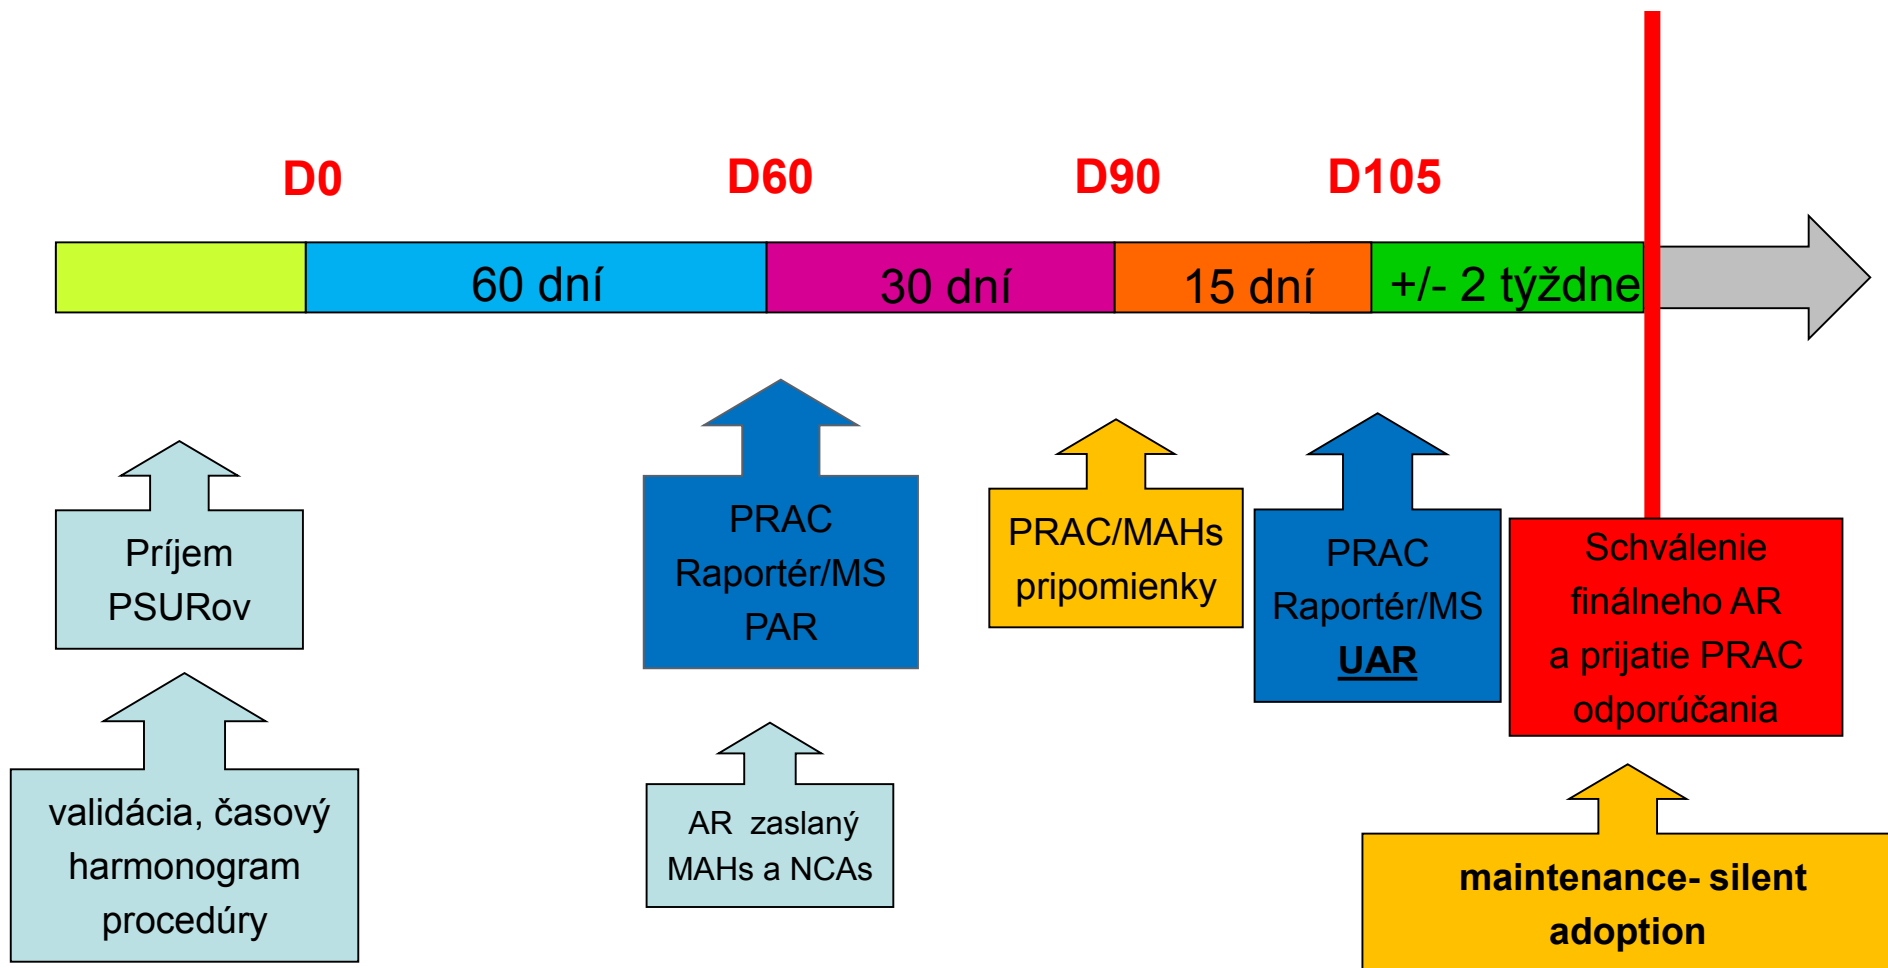 D0
D60
D90
D105
60 dní
30 dní
15 dní
+/- 2 týždne
Príjem
PSURov
validácia, časový
harmonogram
procedúry
PRAC
Raportér/MS
PAR
AR zaslaný
MAHs a NCAs
PRAC/MAHs
pripomienky
PRAC
Raportér/MS
UAR
Schválenie
finálneho AR
a prijatie PRAC
odporúčania
maintenance- silent
adoption